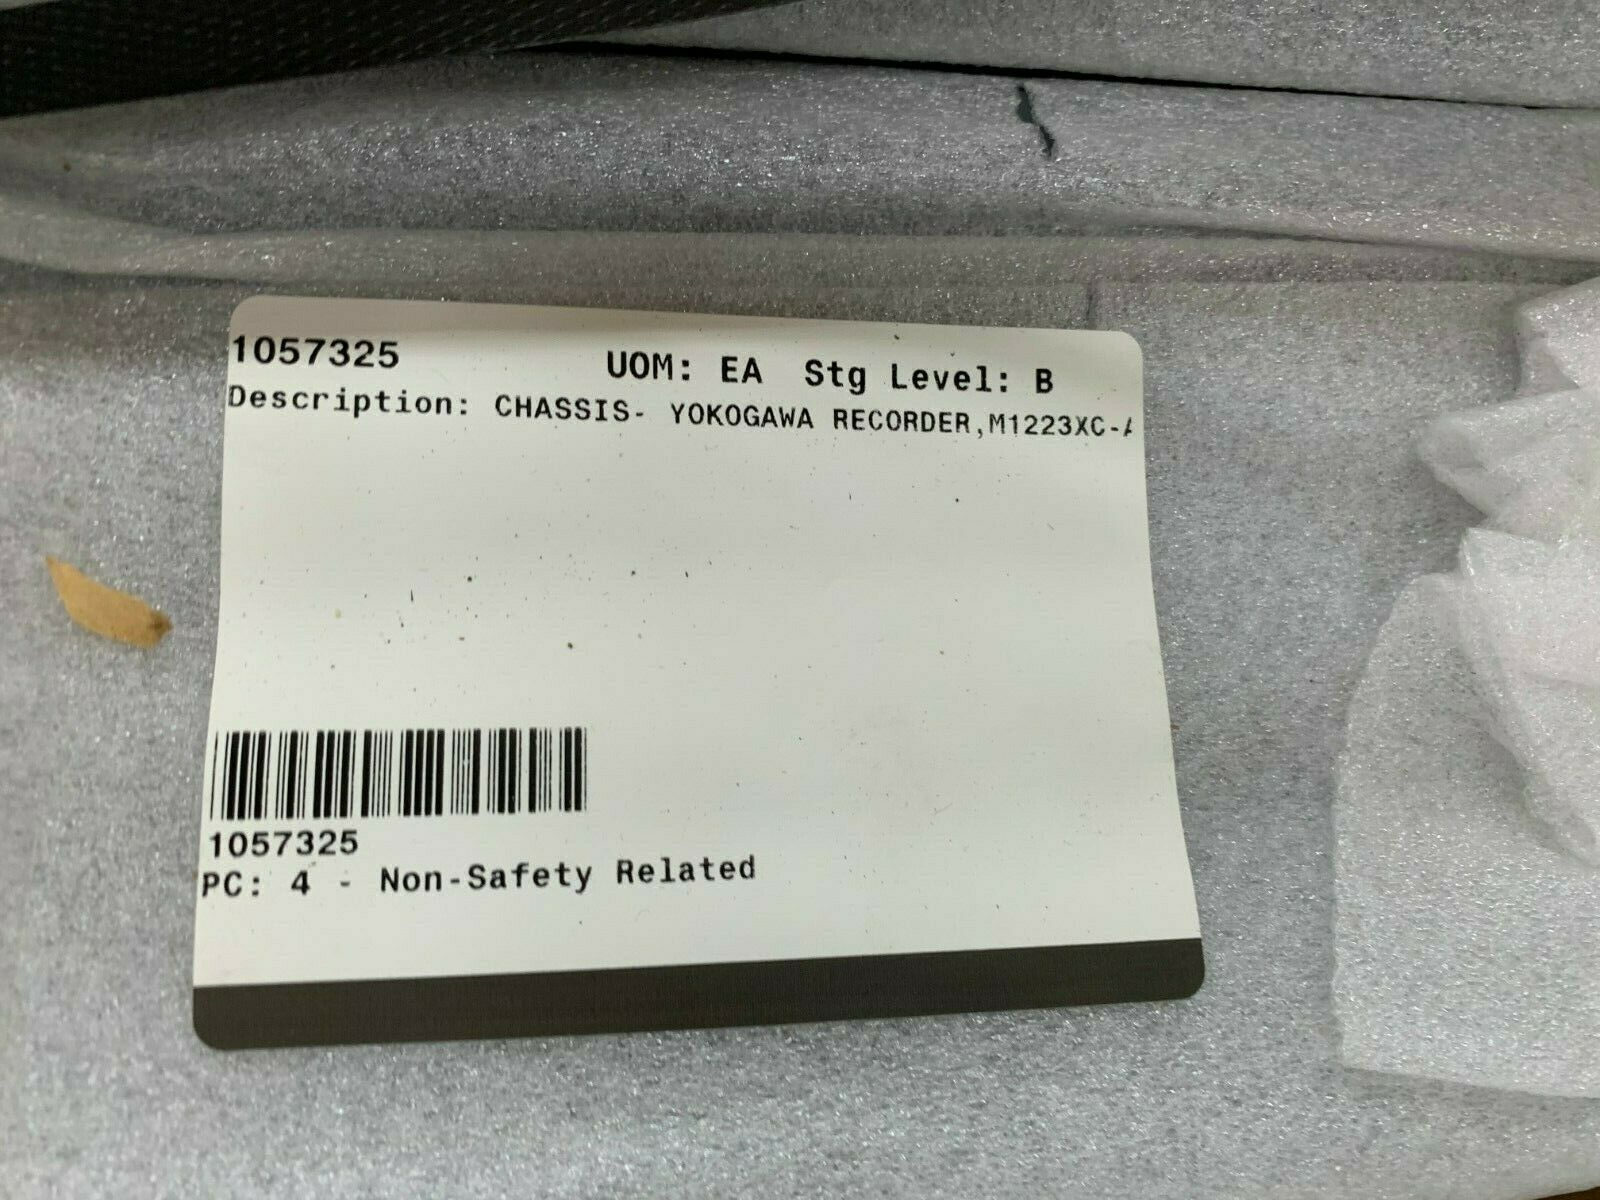 1057325 UOM: EA Stg Level: B
Description: CHASSIS- YOKOGAWA RECORDER,M1223XC-
1057325
PC: 4 - Non-Safety Related